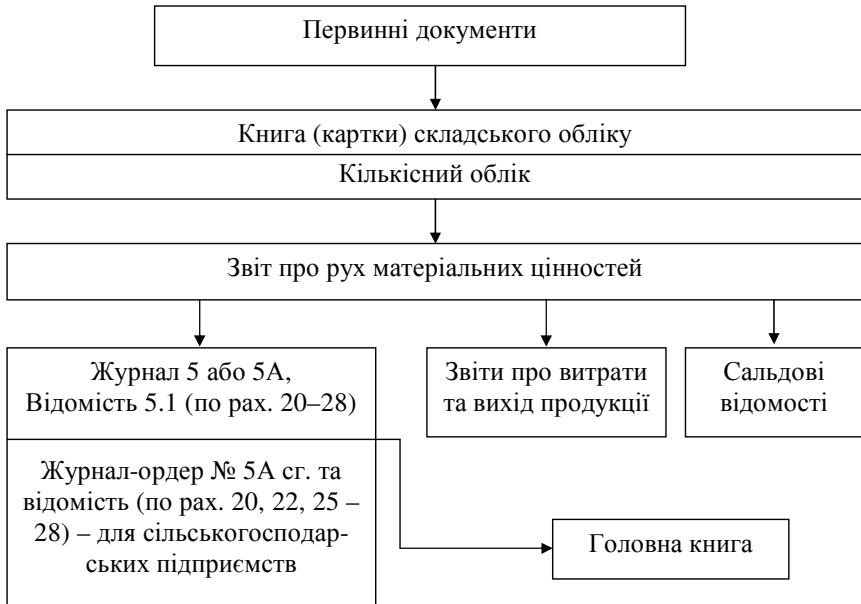 Первинні документи
Книга (картки) складського обліку
Кількісний облік
Звіт про рух матеріальних цінностей
Журнал 5 або 5А,
Відомість 5.1 (по рах. 20–28)
Звіти про витрати
та вихід продукції
Сальдові
відомості
Журнал-ордер № 5А сг. та
відомість (по рах. 20, 22, 25 –
28) – для сільськогосподар-
ських підприємств
Головна книга